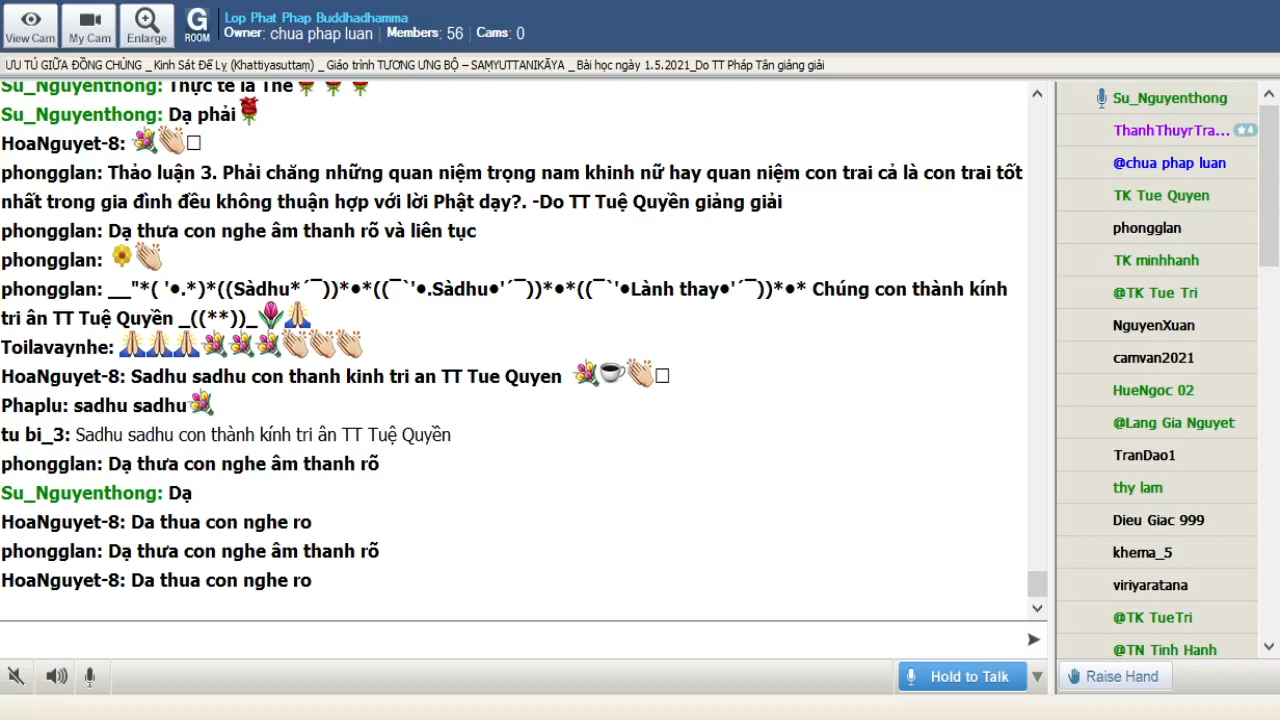 View Cam
My Cam
Enlarge
G
ROOM
Lop Phat Phap Buddhadhamma
Owner: chua phap luan | Members: 56 | Cams: 0
ƯU TÚ GIỮA ĐỒNG CHỦNG _ Kinh Sát Đế Lỵ (Khattiyasuttaṃ) _ Giáo trình TƯƠNG ƯNG BỘ – SAṂYUTTANIKĀYA _ Bài học ngày 1.5.2021_Do TT Pháp Tân giảng giải
Su_Nguyenthong: Thực tế là Thế
Su_Nguyenthong: Dạ phải
HoaNguyet-8:
phongglan: Thảo luận 3. Phải chăng những quan niệm trọng nam khinh nữ hay quan niệm con trai cả là con trai tốt
nhất trong gia đình đều không thuận hợp với lời Phật dạy?. -Do TT Tuệ Quyền giảng giải
phongglan: Dạ thưa con nghe âm thanh rõ và liên tục
phongglan:
phongglan: __"*( '•.*)*((Sàdhu*´¯))*•*((¯`'•.Sàdhu•'´¯))*•*((¯`'•Lành thay•'´¯))*•* Chúng con thành kính
tri ân TT Tuệ Quyền _((**))_
Toilavaynhe:
HoaNguyet-8: Sadhu sadhu con thanh kinh tri an TT Tue Quyen
Phaplu: sadhu sadhu
tu bi_3: Sadhu sadhu con thành kính tri ân TT Tuệ Quyền
phongglan: Dạ thưa con nghe âm thanh rõ
Su_Nguyenthong: Dạ
HoaNguyet-8: Da thua con nghe ro
phongglan: Dạ thưa con nghe âm thanh rõ
HoaNguyet-8: Da thua con nghe ro
Hold to Talk
Su_Nguyenthong
ThanhThuyrTra... ★4
@chua phap luan
TK Tue Quyen
phongglan
TK minhhanh
@TK Tue Tri
NguyenXuan
camvan2021
HueNgoc 02
@Lang Gia Nguyet
TranDao1
thy lam
Dieu Giac 999
khema_5
viriyaratana
@TK TueTri
@TN Tinh Hanh
Raise Hand